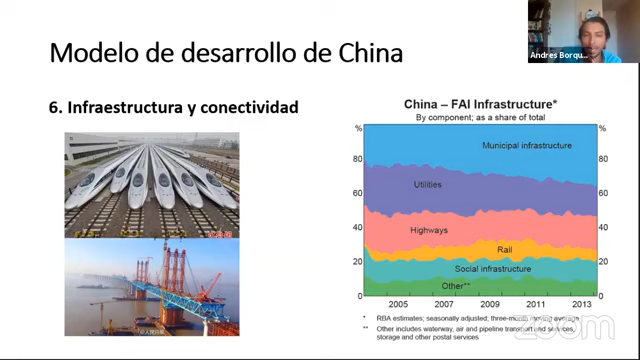 Modelo de desarrollo de China
Andres Borqu...
6. Infraestructura y conectividad
China – FAI Infrastructure*
By component; as a share of total
% %
Municipal infrastructure
80 80
Utilities
60 60
Highways
40 40
Rail
20 20
Social infrastructure
Other**
0 0
2005 2007 2009 2011 2013
* RBA estimates; seasonally adjusted; three-month moving average
** Other includes waterway, air and pipeline transport and services,
storage and other postal services
zoom